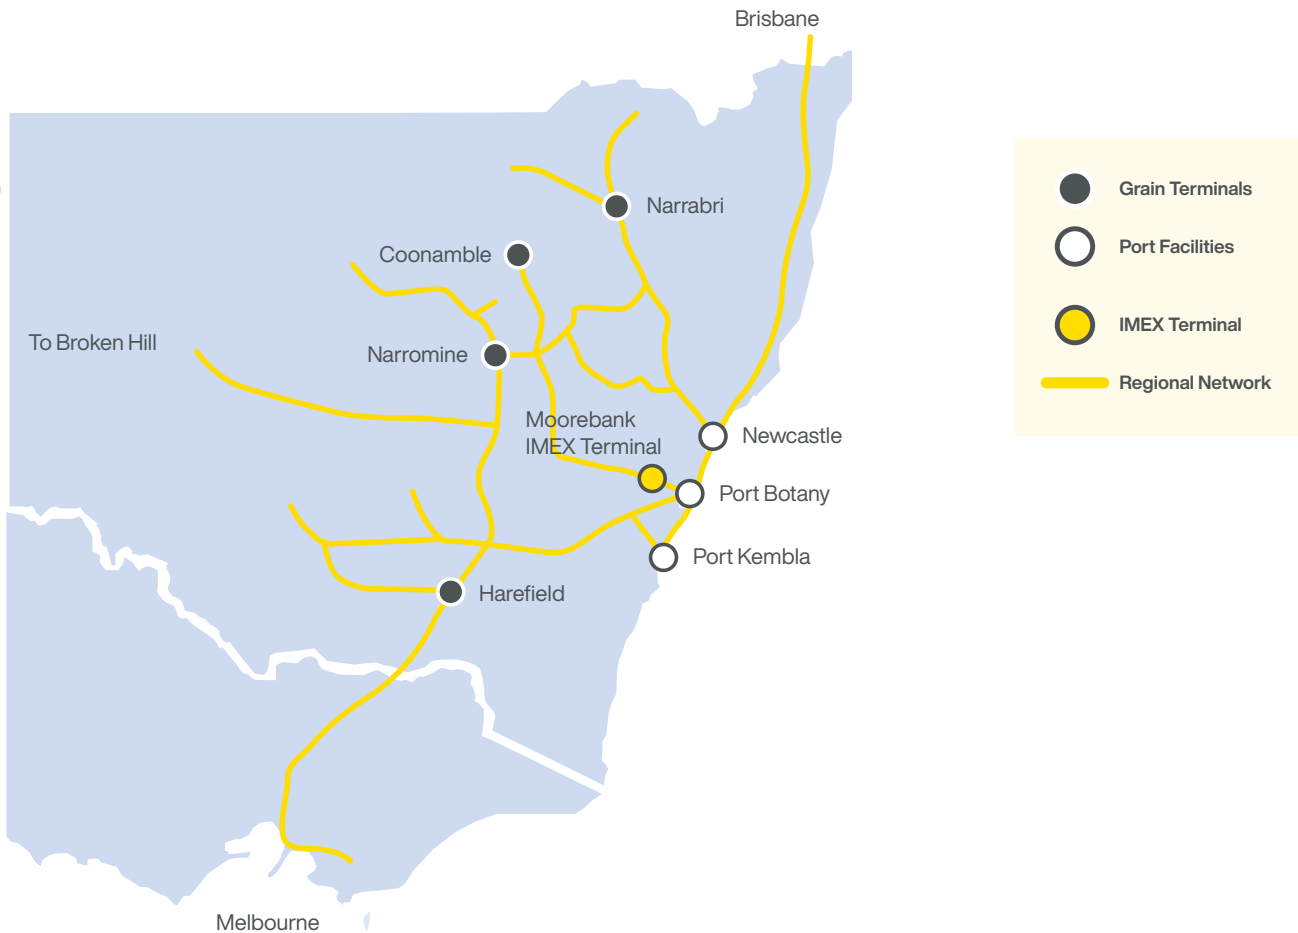 Brisbane
Narrabri
Coonamble
To Broken Hill
Narromine
Moorebank
IMEX Terminal
Newcastle
Port Botany
Port Kembla
Harefield
Melbourne
Grain Terminals
Port Facilities
IMEX Terminal
Regional Network